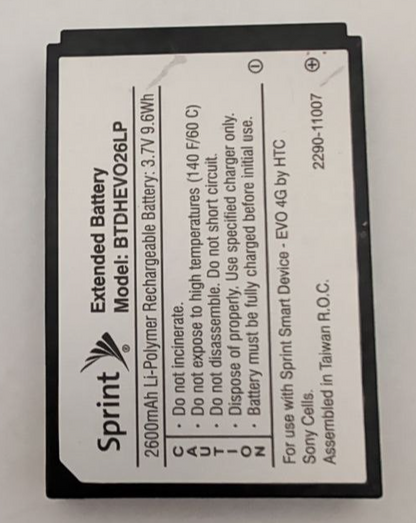 Sprint
Extended Battery
Model: BTDHEVO26LP
2600mAh Li-Polymer Rechargeable Battery: 3.7V 9.6Wh
CAUTION
· Do not incinerate.
· Do not expose to high temperatures (140 F/60 C)
· Do not disassemble. Do not short circuit.
· Dispose of properly. Use specified charger only.
· Battery must be fully charged before initial use.
For use with Sprint Smart Device - EVO 4G by HTC
Sony Cells.
Assembled in Taiwan R.O.C. 2290-11007